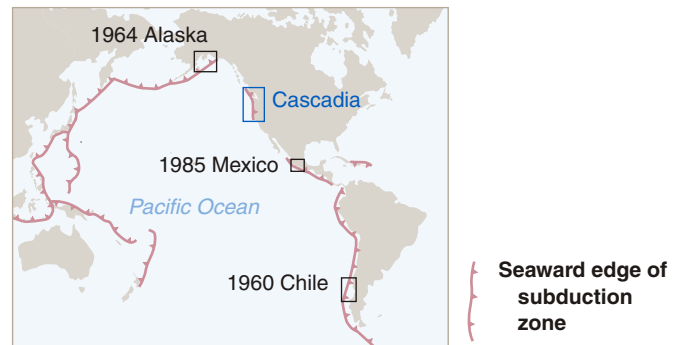 1964 Alaska
Cascadia
1985 Mexico
Pacific Ocean
1960 Chile
Seaward edge of
subduction
zone